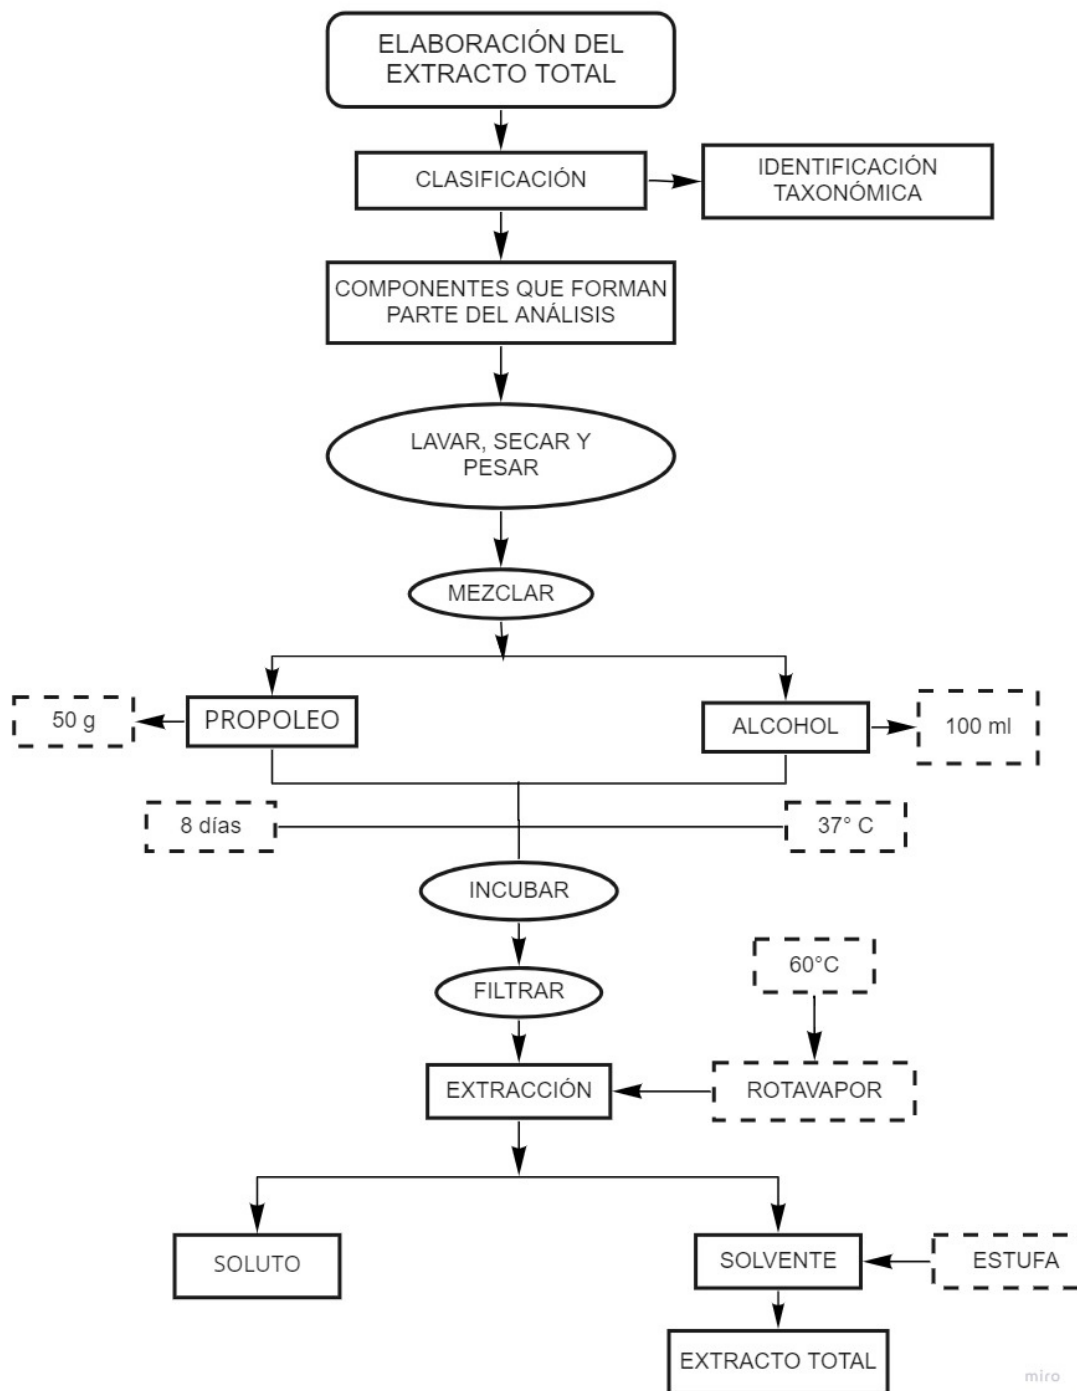 ELABORACIÓN DEL
EXTRACTO TOTAL
CLASIFICACIÓN
IDENTIFICACIÓN
TAXONÓMICA
COMPONENTES QUE FORMAN
PARTE DEL ANÁLISIS
LAVAR, SECAR Y
PESAR
MEZCLAR
50 g
PROPOLEO
ALCOHOL
100 ml
8 días
37° C
INCUBAR
60°C
FILTRAR
EXTRACCIÓN
ROTAVAPOR
SOLUTO
SOLVENTE
ESTUFA
EXTRACTO TOTAL
miro